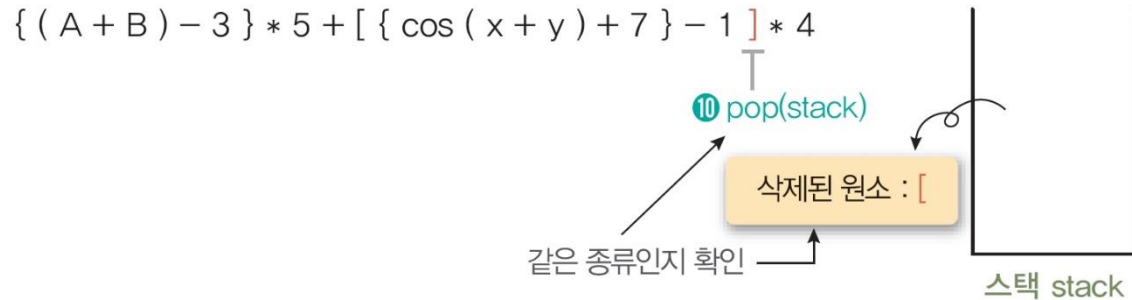 { ( A + B ) − 3 } * 5 + [ { cos ( x + y ) + 7 } − 1 ] * 4
❿ pop(stack)
삭제된 원소 : [
같은 종류인지 확인
스택 stack